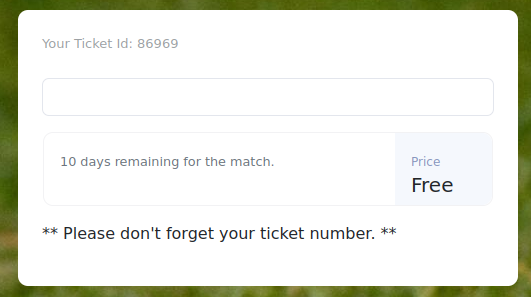 Your Ticket Id: 86969
10 days remaining for the match.
Price
Free
** Please don't forget your ticket number. **